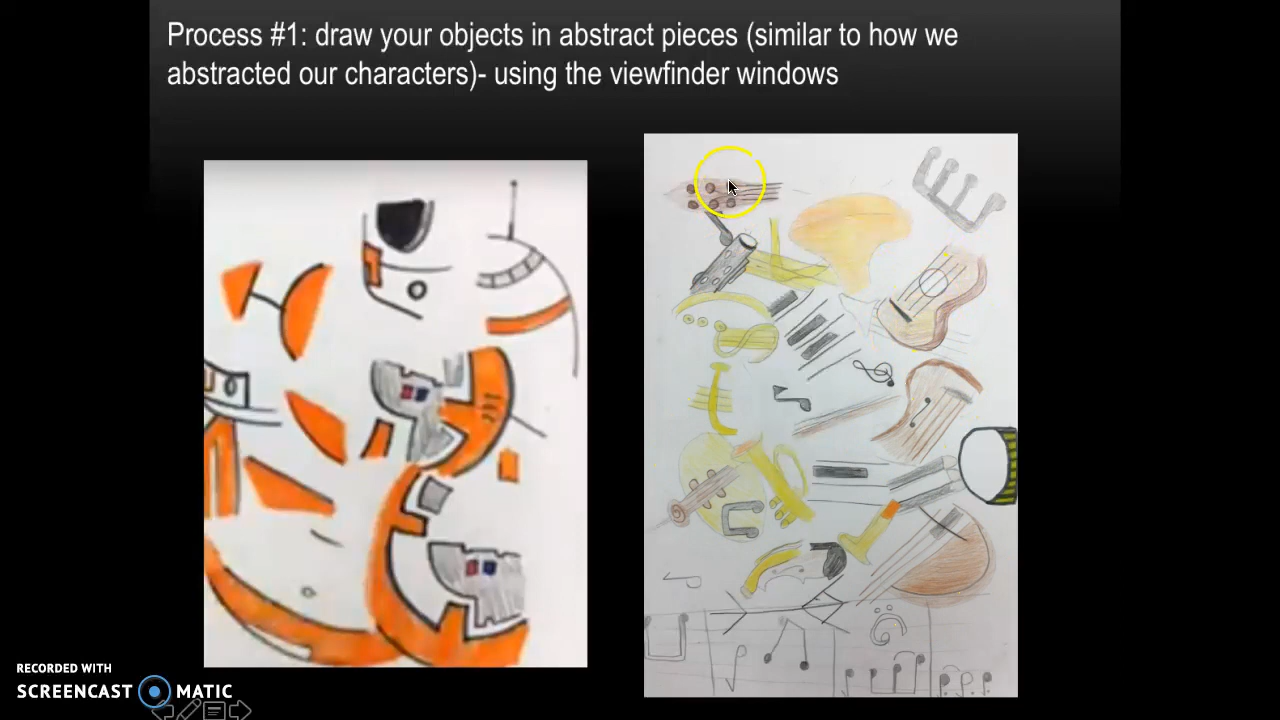 Process #1: draw your objects in abstract pieces (similar to how we
abstracted our characters)- using the viewfinder windows
RECORDED WITH
SCREENCAST MATIC